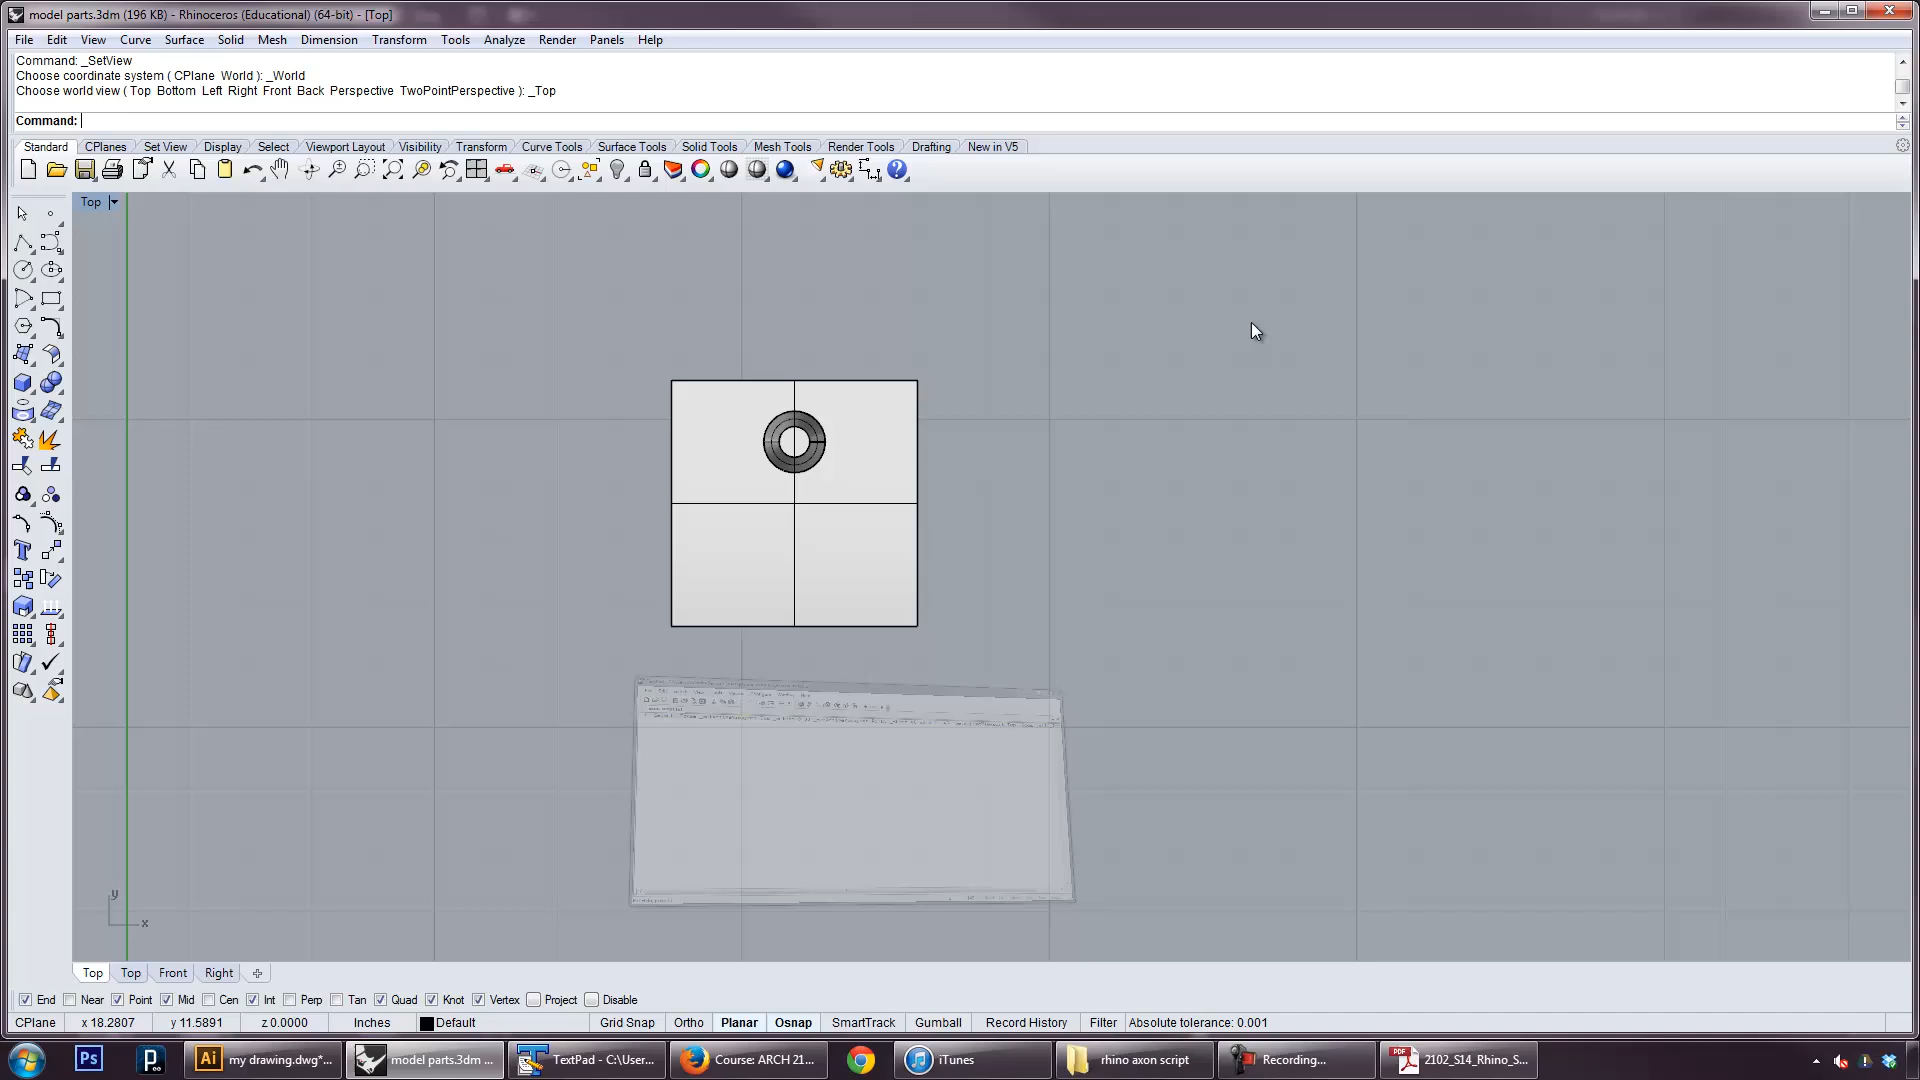 model parts.3dm (196 KB) - Rhinoceros (Educational) (64-bit) - [Top]
File Edit View Curve Surface Solid Mesh Dimension Transform Tools Analyze Render Panels Help
Command: _SetView
Choose coordinate system ( CPlane World ): _World
Choose world view ( Top Bottom Left Right Front Back Perspective TwoPointPerspective ): _Top
Command:
Standard CPlanes Set View Display Select Viewport Layout Visibility Transform Curve Tools Surface Tools Solid Tools Mesh Tools Render Tools Drafting New in V5
Top
y
x
Top Top Front Right
End Near Point Mid Cen Int Perp Tan Quad Knot Vertex Project Disable
CPlane x 18.2807 y 11.5891 z 0.0000 Inches Default Grid Snap Ortho Planar Osnap SmartTrack Gumball Record History Filter Absolute tolerance: 0.001
Ps Ai my drawing.dwg*... model parts.3dm ... TextPad - C:\User... Course: ARCH 21... iTunes rhino axon script Recording... PDF 2102_S14_Rhino_S...